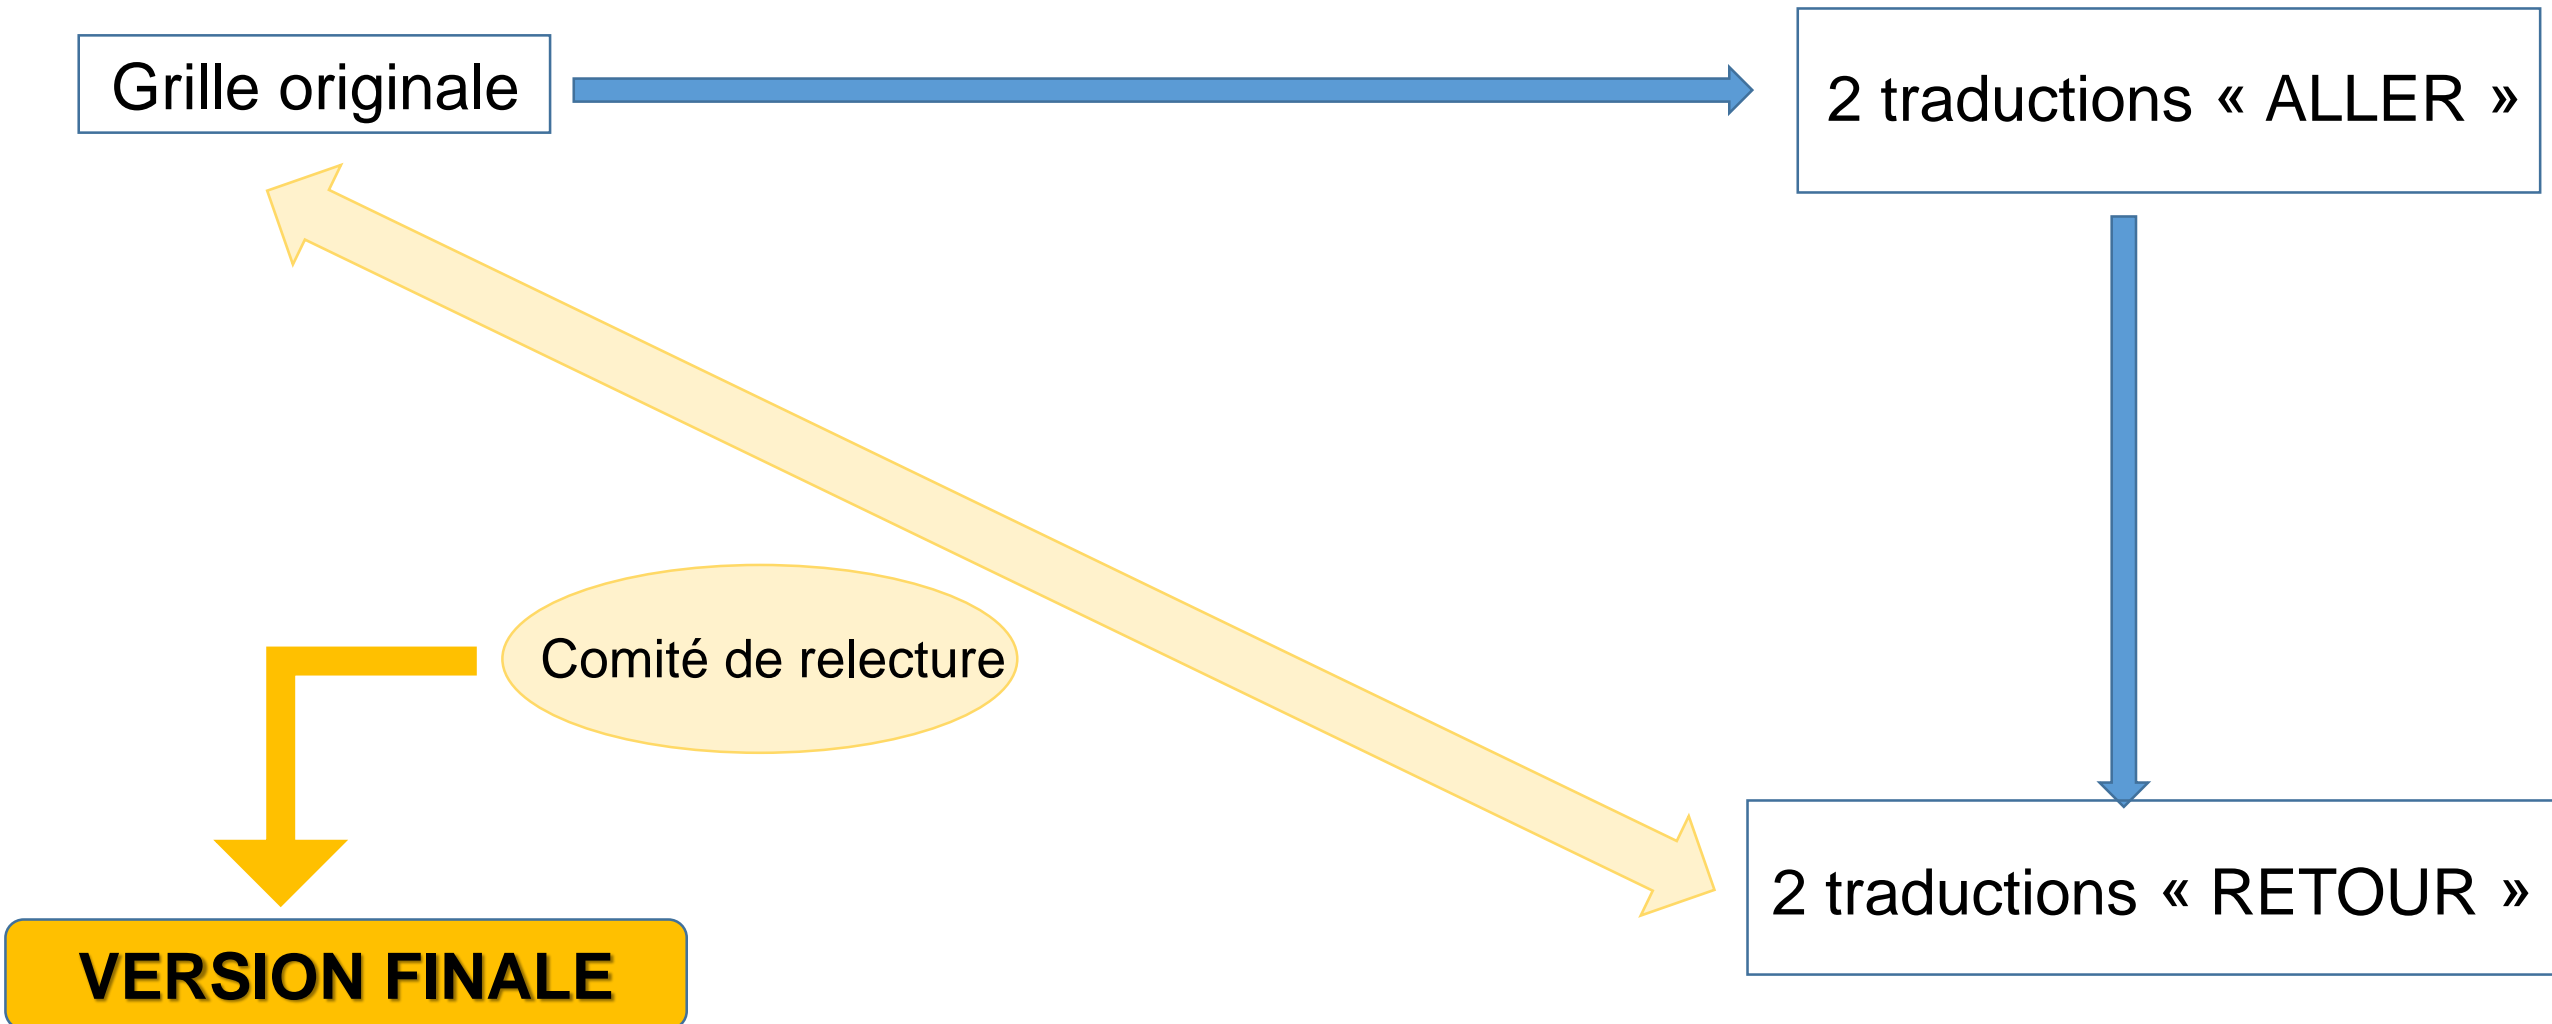 Grille originale
2 traductions « ALLER »
Comité de relecture
2 traductions « RETOUR »
VERSION FINALE